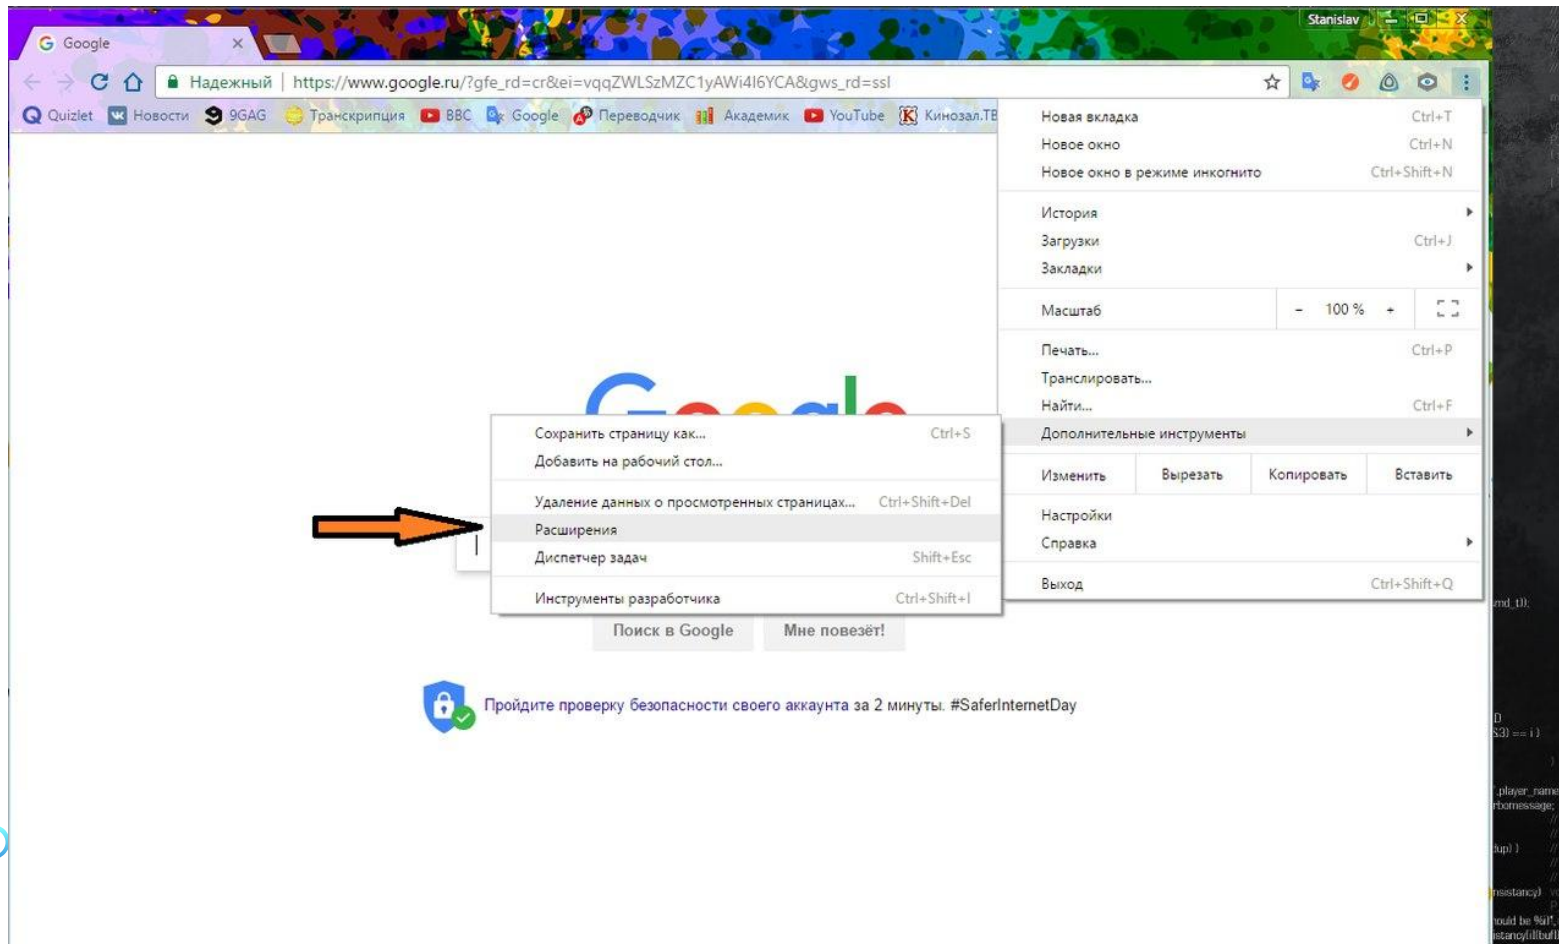 Stanislav
Google
Надежный | https://www.google.ru/?gfe_rd=cr&ei=vqqZWLSzMZC1yAWi4I6YCA&gws_rd=ssl
Quizlet Новости 9GAG Транскрипция BBC Google Переводчик Академик YouTube Кинозал.ТВ
Новая вкладка Ctrl+T
Новое окно Ctrl+N
Новое окно в режиме инкогнито Ctrl+Shift+N
История
Загрузки Ctrl+J
Закладки
Масштаб - 100 % +
Печать... Ctrl+P
Транслировать...
Найти... Ctrl+F
Дополнительные инструменты
Изменить Вырезать Копировать Вставить
Настройки
Справка
Выход Ctrl+Shift+Q
Сохранить страницу как... Ctrl+S
Добавить на рабочий стол...
Удаление данных о просмотренных страницах... Ctrl+Shift+Del
Расширения
Диспетчер задач Shift+Esc
Инструменты разработчика Ctrl+Shift+I
Поиск в Google Мне повезёт!
Пройдите проверку безопасности своего аккаунта за 2 минуты. #SaferInternetDay